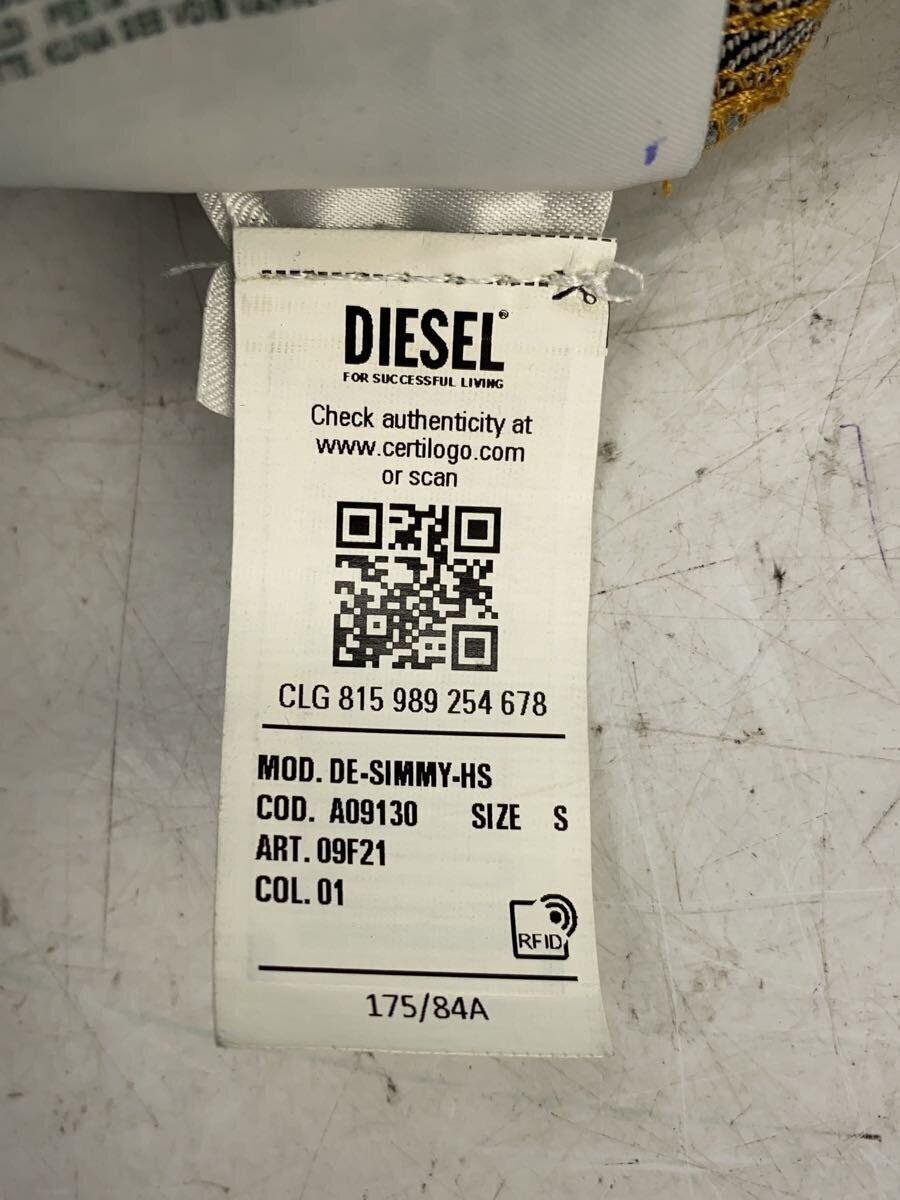 DIESEL®
FOR SUCCESSFUL LIVING
Check authenticity at
www.certilogo.com
or scan
CLG 815 989 254 678
MOD. DE-SIMMY-HS
COD. A09130 SIZE S
ART. 09F21
COL. 01
RFID
175/84A